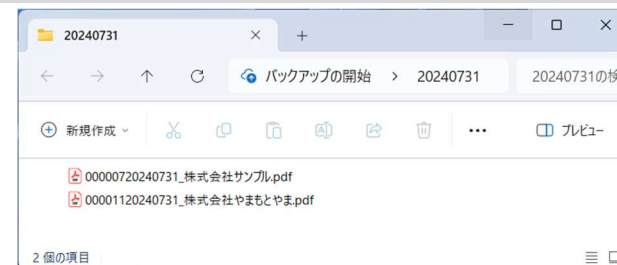 20240731
バックアップの開始 > 20240731
20240731の検
新規作成
プレビュー
00000720240731_株式会社サンプル.pdf
00001120240731_株式会社やまもとやま.pdf
2 個の項目